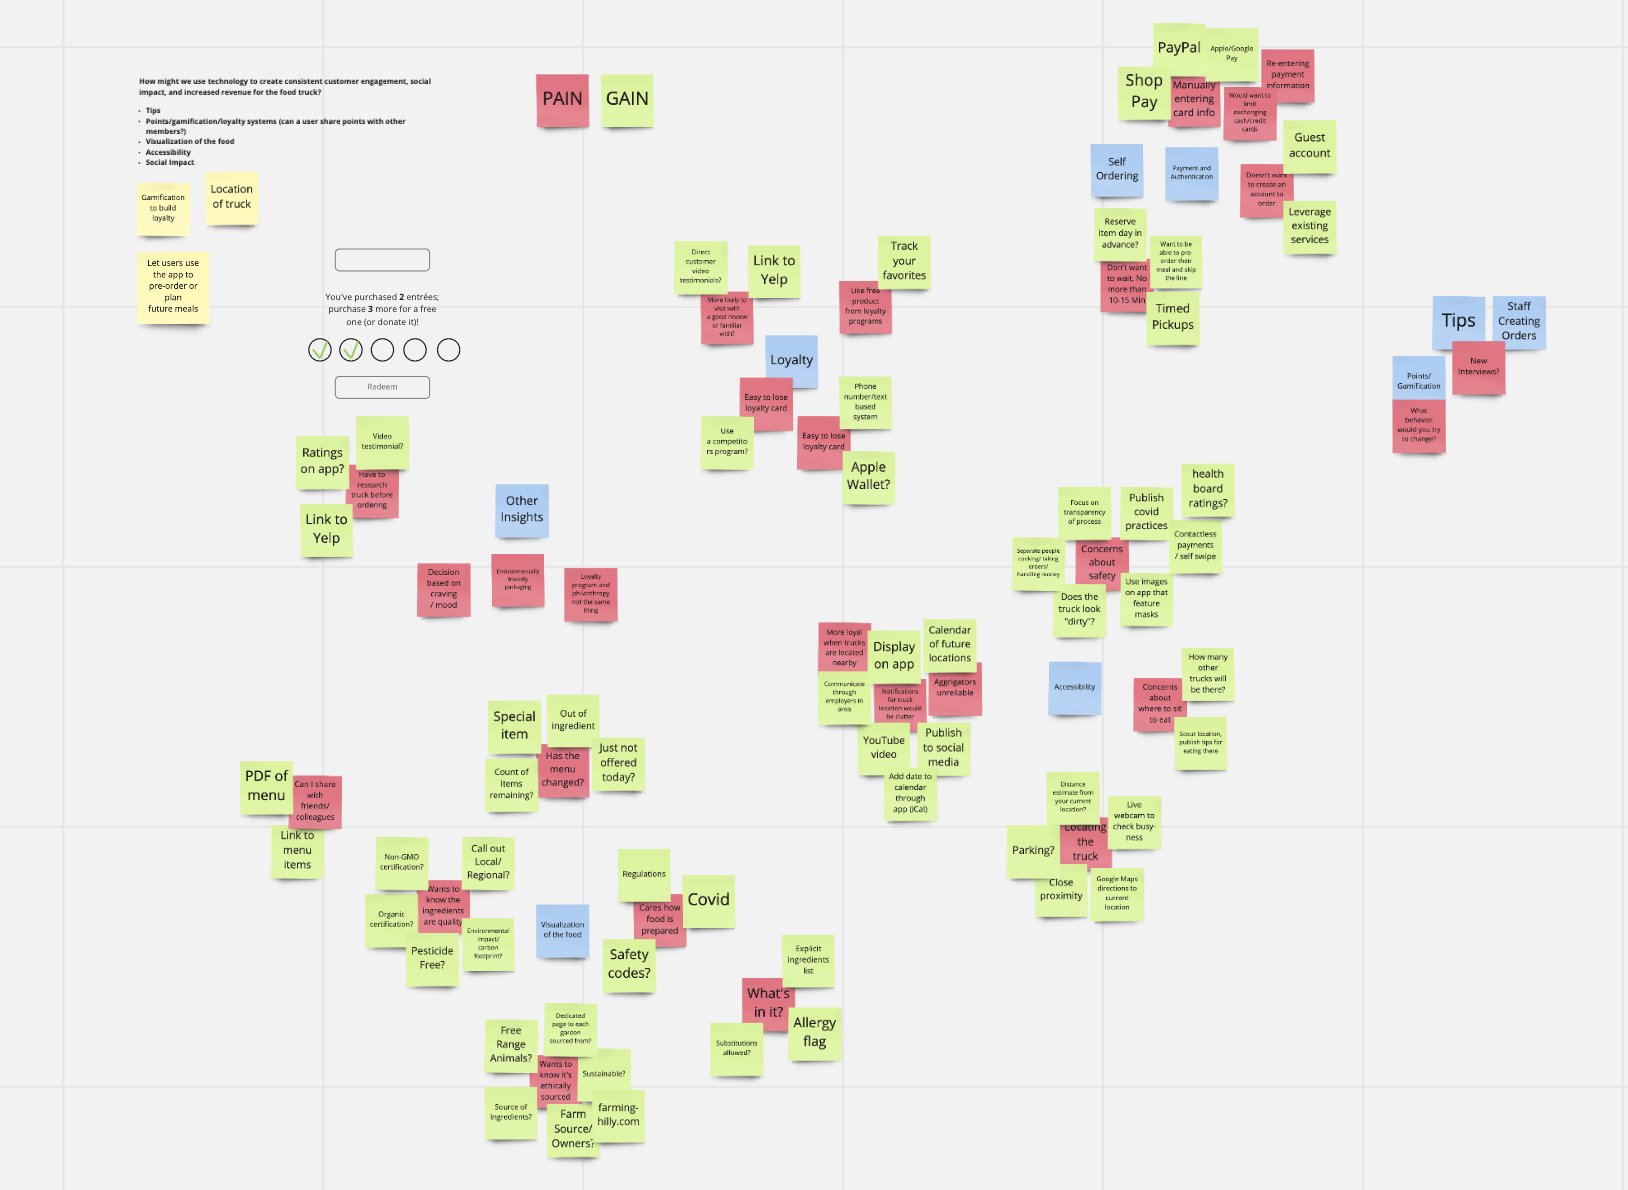 How might we use technology to create consistent customer engagement, social
impact, and increased revenue for the food truck?
• Tips
• Points/gamification/loyalty systems (can a user share points with other
members?)
• Visualization of the food
• Accessibility
• Social Impact
Gamification
to build
loyalty
Location
of truck
Let users use
the app to
pre-order or
plan
future meals
PAIN
GAIN
You've purchased 2 entrées;
purchase 3 more for a free
one (or donate it)!
Redeem
Ratings
on app?
Video
testimonial?
Have to
research
truck before
ordering
Link to
Yelp
Other
Insights
Decision
based on
craving
/ mood
Environmentally
friendly
packaging
Loyalty
program and
philanthropy
not the same
thing
Direct
customer
video
testimonials?
Link to
Yelp
More likely to
visit with
a good review
or familiar
with?
Track
your
favorites
Like free
product
from loyalty
programs
Loyalty
Easy to lose
loyalty card
Use
a competito
rs program?
Phone
number/text
based
system
Easy to lose
loyalty card
Apple
Wallet?
PayPal
Apple/Google
Pay
Re-entering
payment
information
Shop
Pay
Manually
entering
card info
Would want to
limit
exchanging
cash/credit
cards
Guest
account
Self
Ordering
Payment and
Authentication
Doesn't want
to create an
account to
order
Leverage
existing
services
Reserve
item day in
advance?
Want to be
able to pre-
order their
meal and skip
the line
Don't want
to wait. No
more than
10-15 Min
Timed
Pickups
Tips
Staff
Creating
Orders
New
Interviews?
Points/
Gamification
What
behavior
would you try
to change?
health
board
ratings?
Focus on
transparency
of process
Publish
covid
practices
Contactless
payments
/ self swipe
Separate people
cooking/ taking
orders/
handling money
Concerns
about
safety
Does the
truck look
"dirty"?
Use images
on app that
feature
masks
More loyal
when trucks
are located
nearby
Display
on app
Calendar
of future
locations
Communicate
through
employers in
area
Notifications
for truck
location would
be clutter
Aggrigators
unreliable
YouTube
video
Publish
to social
media
Add date to
calendar
through
app (iCal)
Accessibility
How many
other
trucks will
be there?
Concerns
about
where to sit
to eat
Scout location,
publish tips for
eating there
Distance
estimate from
your current
location?
Live
webcam to
check busy-
ness
Parking?
Locating
the
truck
Close
proximity
Google Maps
directions to
current
location
Special
item
Out of
ingredient
Just not
offered
today?
Has the
menu
changed?
Count of
items
remaining?
PDF of
menu
Can I share
with
friends/
colleagues
Link to
menu
items
Non-GMO
certification?
Call out
Local/
Regional?
Wants to
know the
ingredients
are quality
Organic
certification?
Pesticide
Free?
Environmental
impact/
carbon
footprint?
Visualization
of the food
Regulations
Covid
Cares how
food is
prepared
Safety
codes?
Explicit
ingredients
list
What's
in it?
Allergy
flag
Substitutions
allowed?
Free
Range
Animals?
Dedicated
page to each
garden
sourced from?
Wants to
know it's
ethically
sourced
Sustainable?
Source of
Ingredients?
Farm
Source/
Owners?
farming-
hilly.com